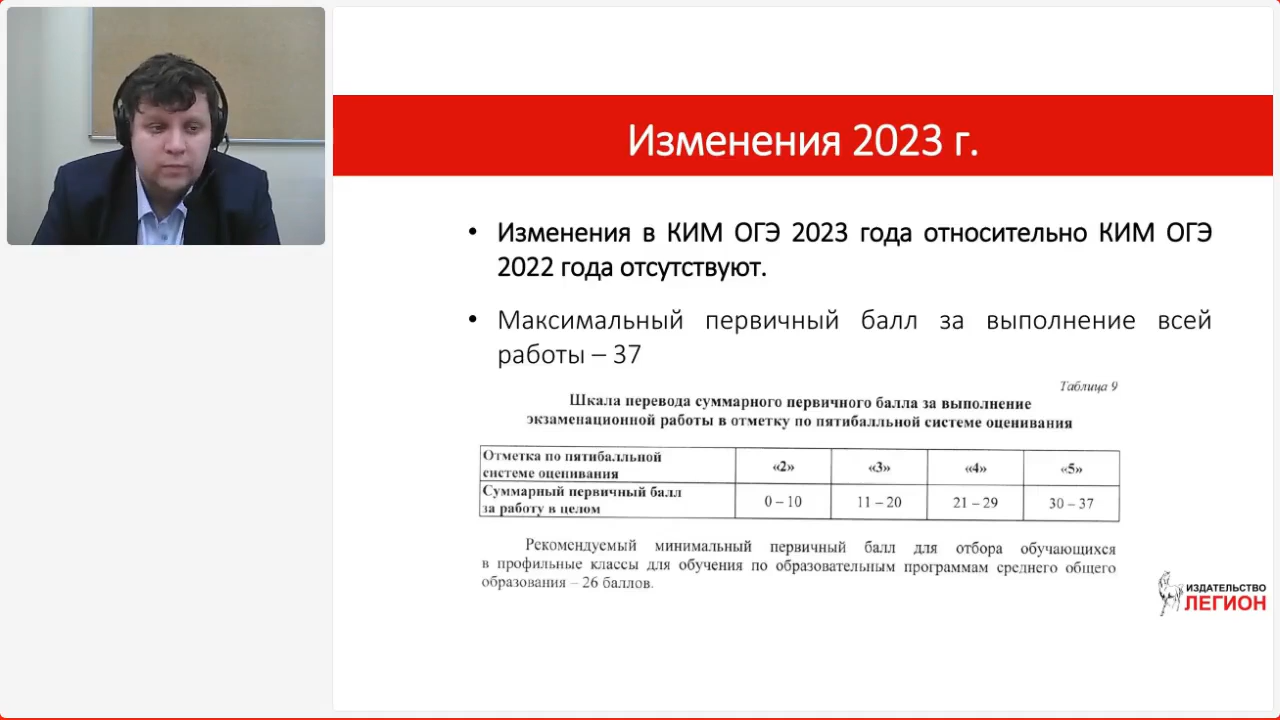 Изменения 2023 г.
• Изменения в КИМ ОГЭ 2023 года относительно КИМ ОГЭ
2022 года отсутствуют.
• Максимальный первичный балл за выполнение всей
работы – 37
Таблица 9
Шкала перевода суммарного первичного балла за выполнение
экзаменационной работы в отметку по пятибалльной системе оценивания
Отметка по пятибалльной
системе оценивания
«2» «3» «4» «5»
Суммарный первичный балл
за работу в целом
0 – 10 11 – 20 21 – 29 30 – 37
Рекомендуемый минимальный первичный балл для отбора обучающихся
в профильные классы для обучения по образовательным программам среднего общего
образования – 26 баллов.
ИЗДАТЕЛЬСТВО
ЛЕГИОН